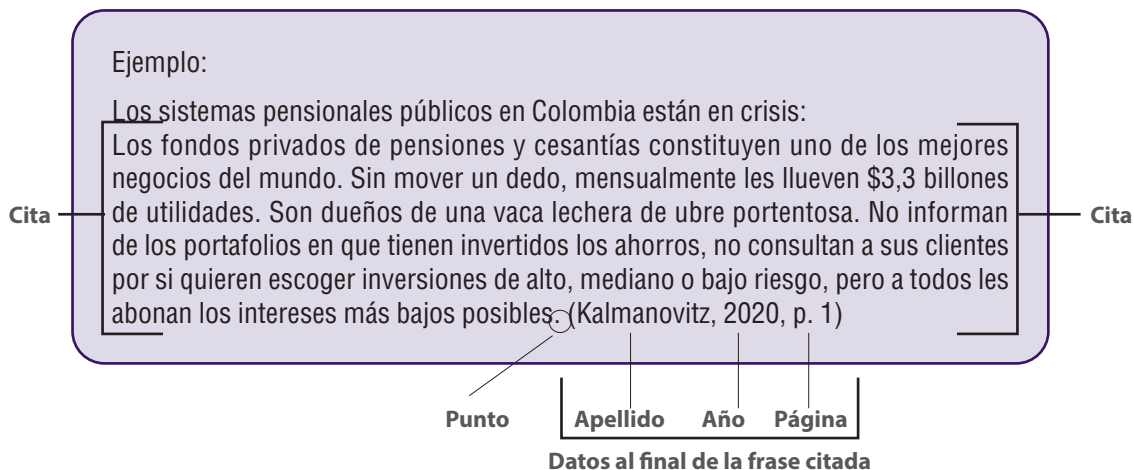 Ejemplo:
Los sistemas pensionales públicos en Colombia están en crisis:
Los fondos privados de pensiones y cesantías constituyen uno de los mejores
negocios del mundo. Sin mover un dedo, mensualmente les llueven $3,3 billones
de utilidades. Son dueños de una vaca lechera de ubre portentosa. No informan
de los portafolios en que tienen invertidos los ahorros, no consultan a sus clientes
por si quieren escoger inversiones de alto, mediano o bajo riesgo, pero a todos les
abonan los intereses más bajos posibles. (Kalmanovitz, 2020, p. 1)
Cita
Cita
Punto
Apellido
Año
Página
Datos al final de la frase citada